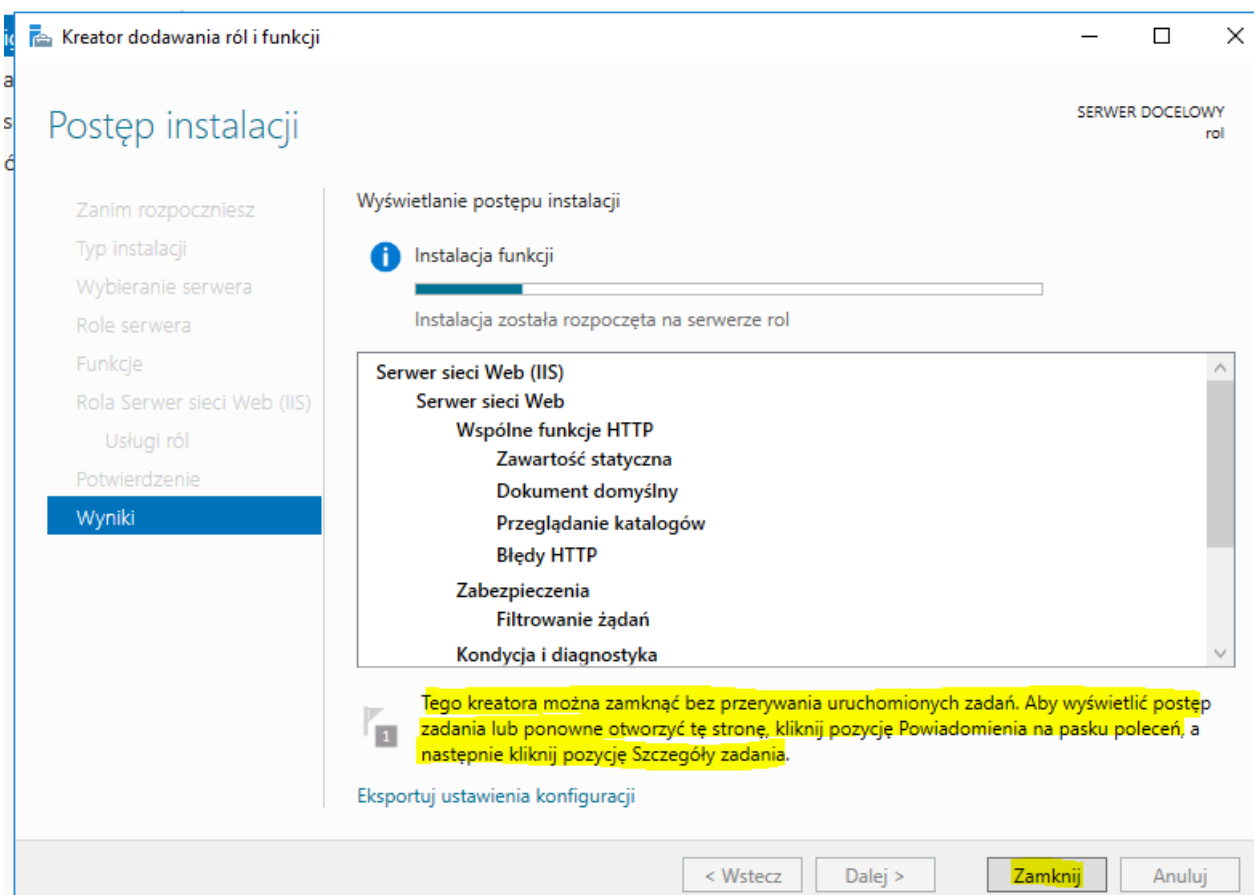 Kreator dodawania ról i funkcji
Postęp instalacji
SERWER DOCELOWY
rol
Zanim rozpoczniesz
Typ instalacji
Wybieranie serwera
Role serwera
Funkcje
Rola Serwer sieci Web (IIS)
Usługi ról
Potwierdzenie
Wyniki
Wyświetlanie postępu instalacji
Instalacja funkcji
Instalacja została rozpoczęta na serwerze rol
Serwer sieci Web (IIS)
Serwer sieci Web
Wspólne funkcje HTTP
Zawartość statyczna
Dokument domyślny
Przeglądanie katalogów
Błędy HTTP
Zabezpieczenia
Filtrowanie żądań
Kondycja i diagnostyka
1
Tego kreatora można zamknąć bez przerywania uruchomionych zadań. Aby wyświetlić postęp
zadania lub ponowne otworzyć tę stronę, kliknij pozycję Powiadomienia na pasku poleceń, a
następnie kliknij pozycję Szczegóły zadania.
Eksportuj ustawienia konfiguracji
< Wstecz
Dalej >
Zamknij
Anuluj